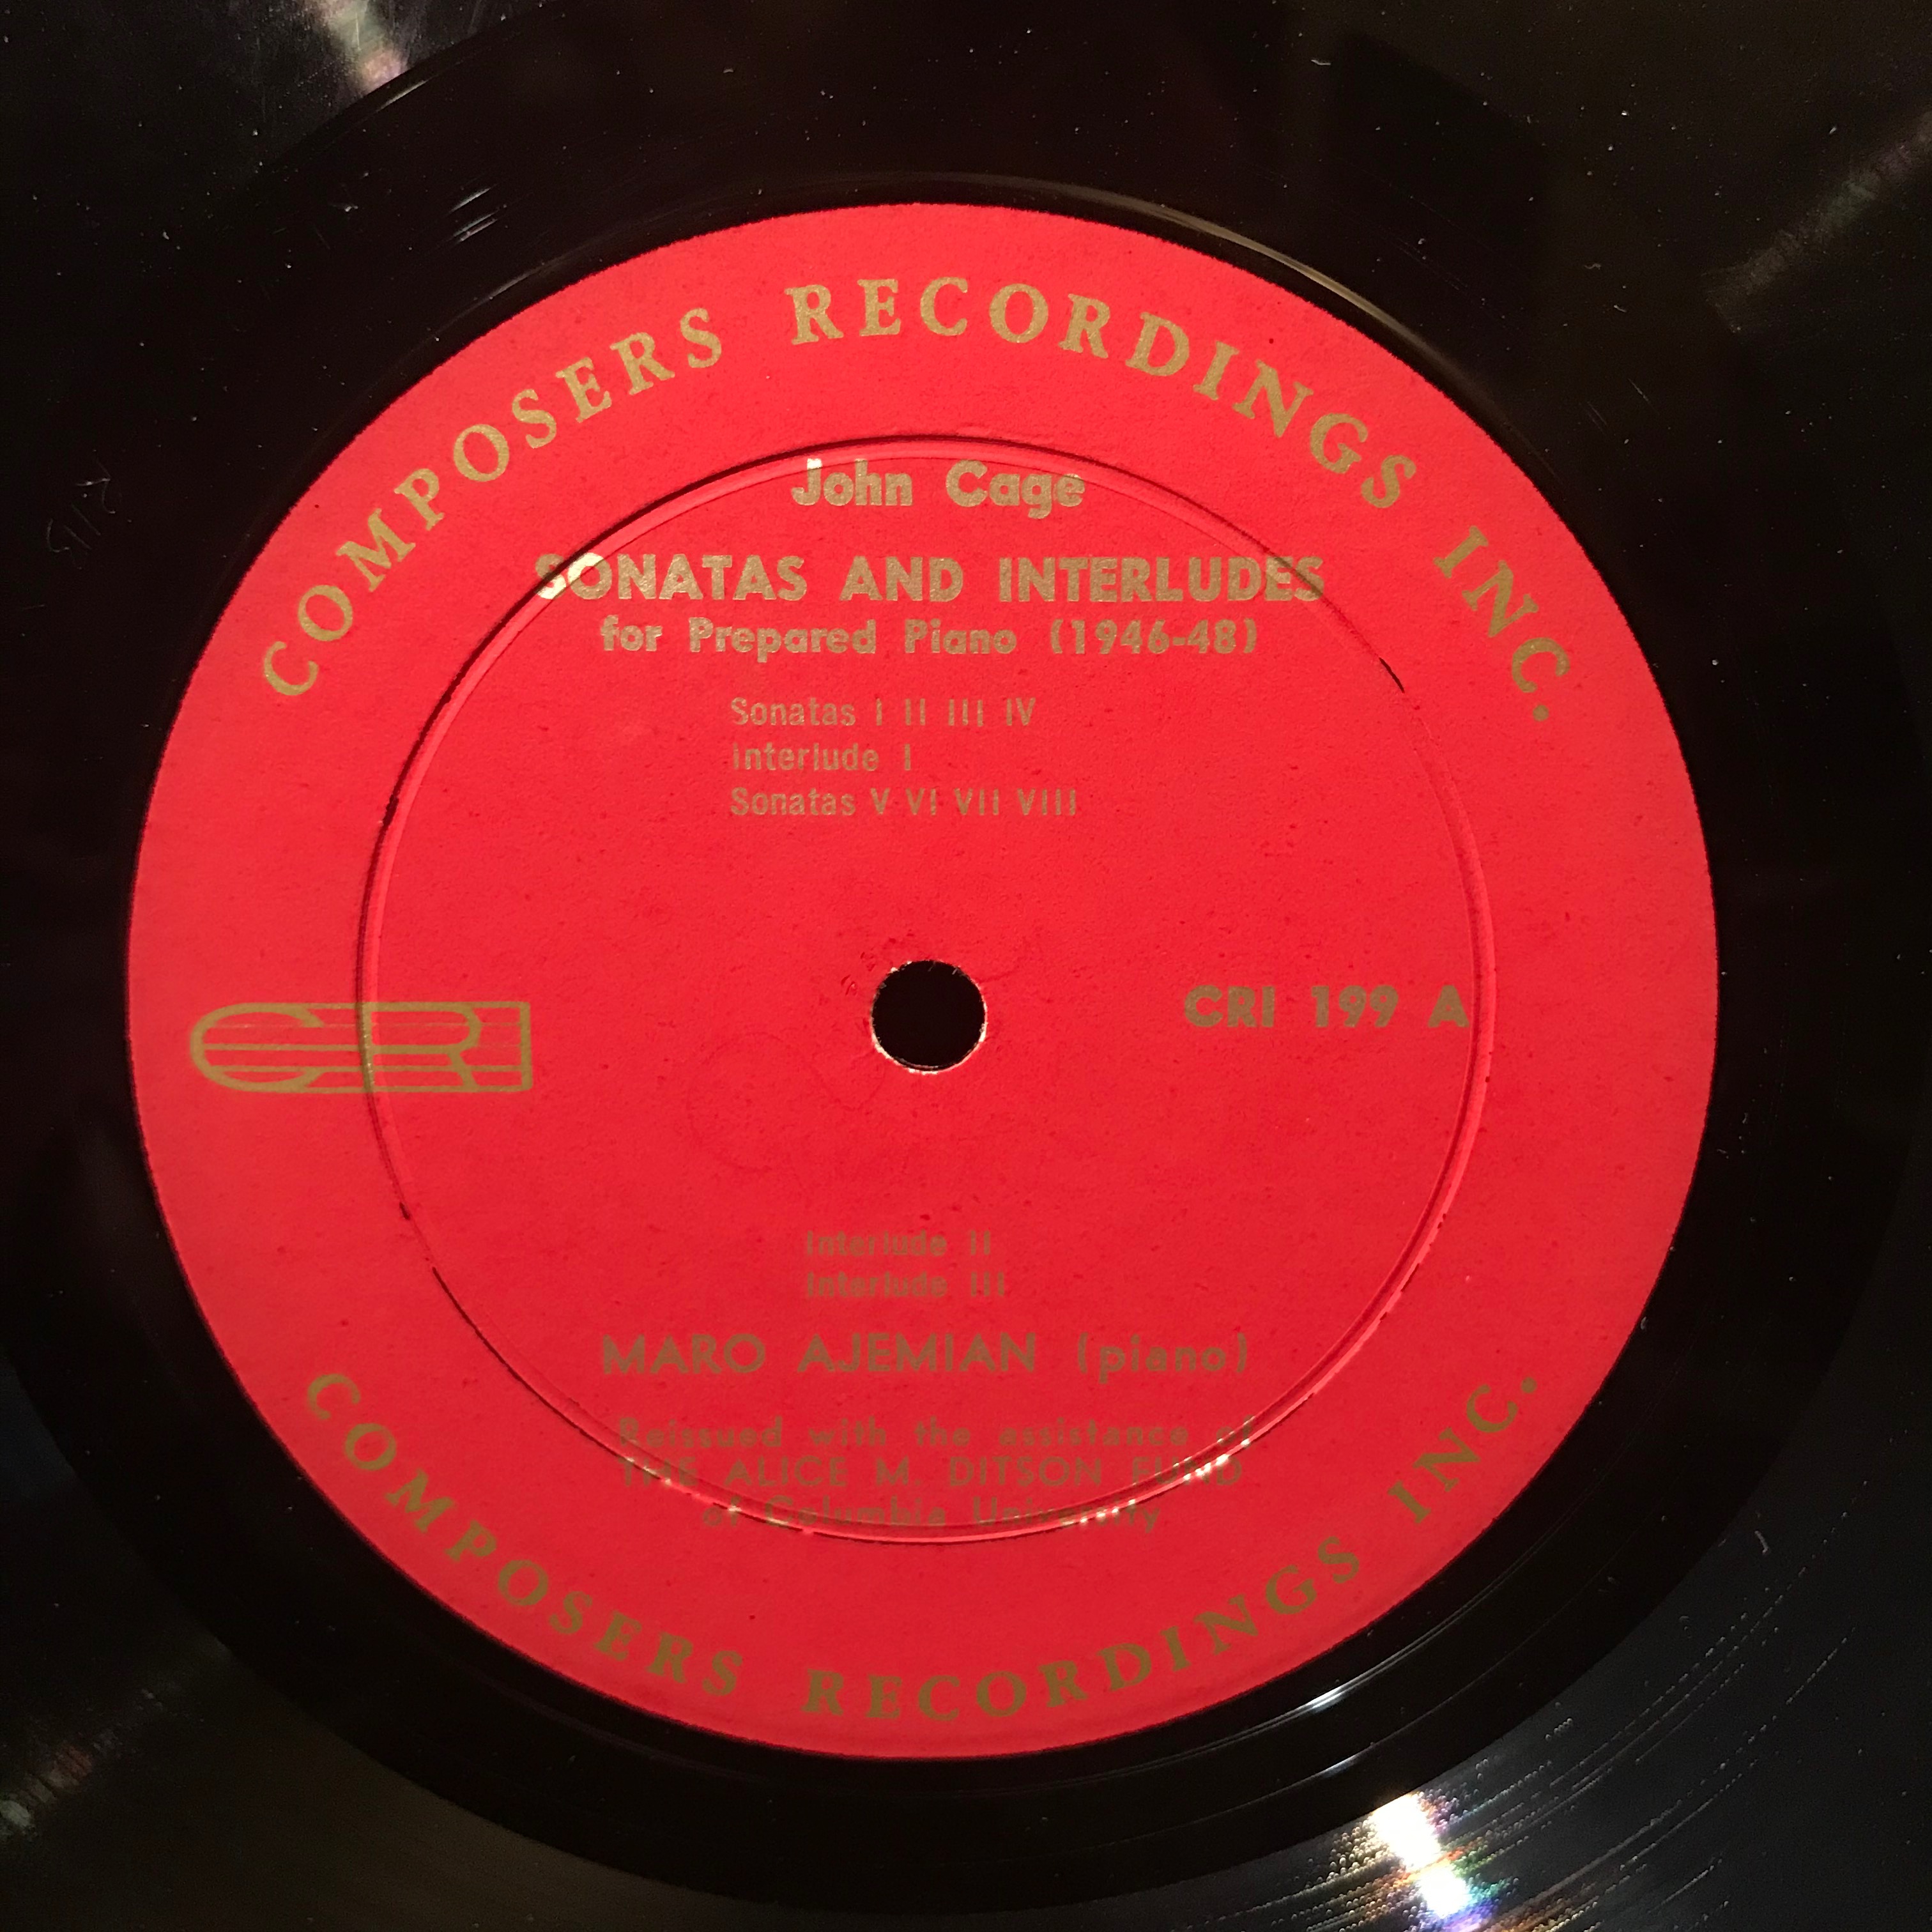 COMPOSERS RECORDINGS INC.
John Cage
SONATAS AND INTERLUDES
for Prepared Piano (1946-48)
Sonatas I II III IV
Interlude I
Sonatas V VI VII VIII
CRI
CRI 199 A
Interlude II
Interlude III
MARO AJEMIAN (piano)
Reissued with the assistance of
THE ALICE M. DITSON FUND
of Columbia University
COMPOSERS RECORDINGS INC.